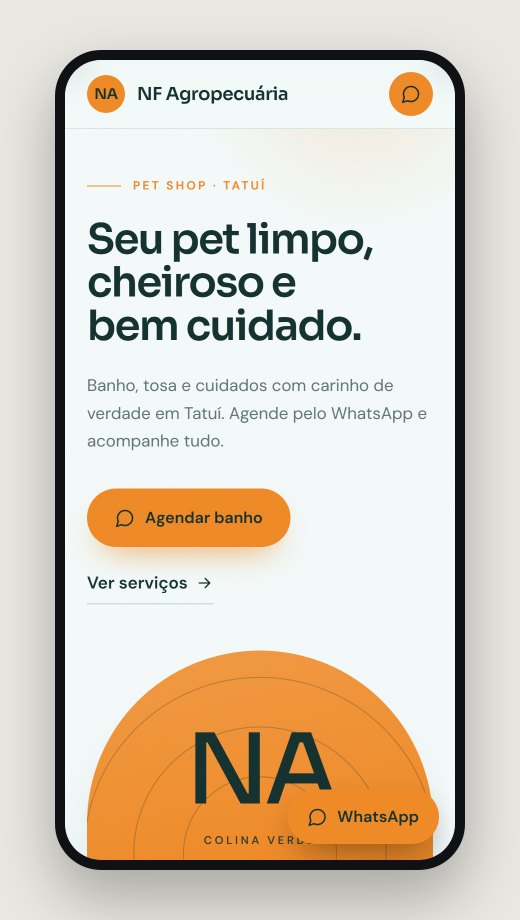 NA NF Agropecuária
PET SHOP · TATUÍ
Seu pet limpo,
cheiroso e
bem cuidado.
Banho, tosa e cuidados com carinho de
verdade em Tatuí. Agende pelo WhatsApp e
acompanhe tudo.
Agendar banho
Ver serviços →
NA
WhatsApp
COLINA